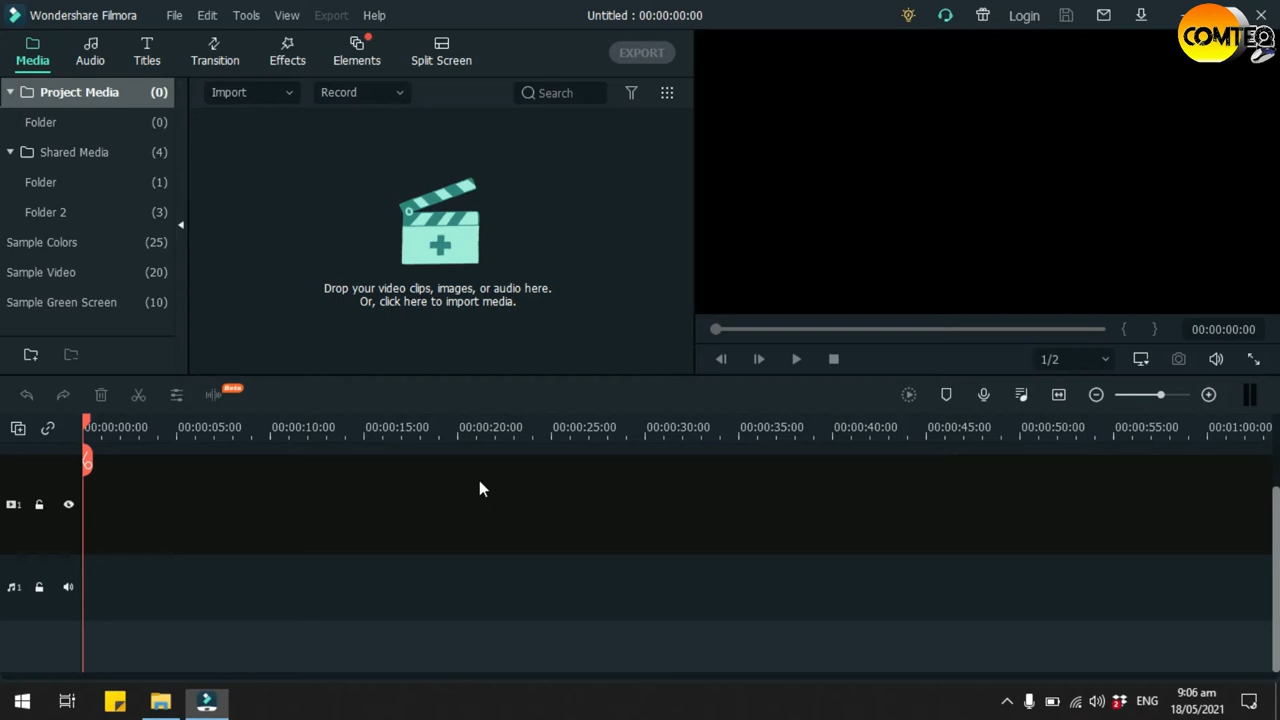 Wondershare Filmora File Edit Tools View Export Help Untitled : 00:00:00:00 Login
COMTEQ
Media Audio Titles Transition Effects Elements Split Screen EXPORT
Project Media (0) Import Record Search
Folder (0)
Shared Media (4)
Folder (1)
Folder 2 (3)
Sample Colors (25)
Sample Video (20)
Sample Green Screen (10)
Drop your video clips, images, or audio here.
Or, click here to import media.
{ } 00:00:00:00
1/2
Beta
00:00:00:00 00:00:05:00 00:00:10:00 00:00:15:00 00:00:20:00 00:00:25:00 00:00:30:00 00:00:35:00 00:00:40:00 00:00:45:00 00:00:50:00 00:00:55:00 00:01:00:00
1
1
ENG 9:06 am
18/05/2021